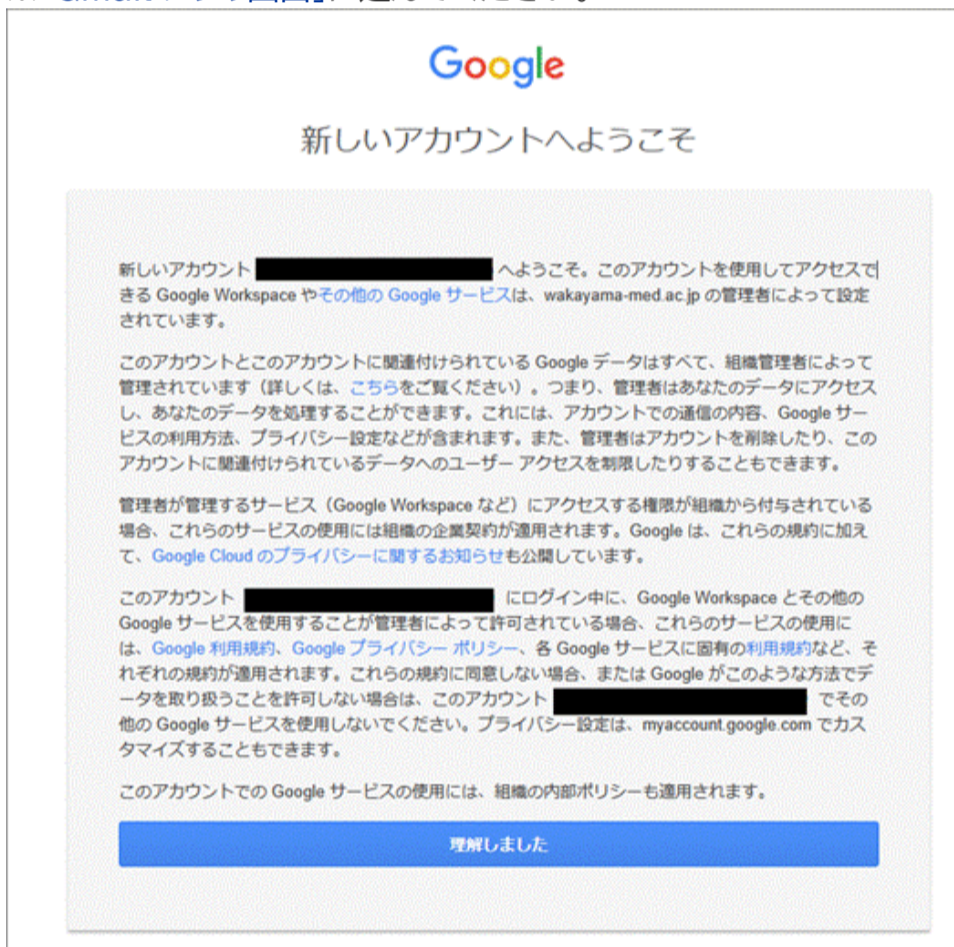 Google
新しいアカウントへようこそ
新しいアカウント へようこそ。このアカウントを使用してアクセスで
きる Google Workspace やその他の Google サービスは、wakayama-med.ac.jp の管理者によって設定
されています。
このアカウントとこのアカウントに関連付けられている Google データはすべて、組織管理者によって
管理されています（詳しくは、こちらをご覧ください）。つまり、管理者はあなたのデータにアクセス
し、あなたのデータを処理することができます。これには、アカウントでの通信の内容、Google サー
ビスの利用方法、プライバシー設定などが含まれます。また、管理者はアカウントを削除したり、この
アカウントに関連付けられているデータへのユーザー アクセスを制限したりすることもできます。
管理者が管理するサービス（Google Workspace など）にアクセスする権限が組織から付与されている
場合、これらのサービスの使用には組織の企業契約が適用されます。Google は、これらの規約に加え
て、Google Cloud のプライバシーに関するお知らせも公開しています。
このアカウント にログイン中に、Google Workspace とその他の
Google サービスを使用することが管理者によって許可されている場合、これらのサービスの使用に
は、Google 利用規約、Google プライバシー ポリシー、各 Google サービスに固有の利用規約など、そ
れぞれの規約が適用されます。これらの規約に同意しない場合、または Google がこのような方法でデ
ータを取り扱うことを許可しない場合は、このアカウント でその
他の Google サービスを使用しないでください。プライバシー設定は、myaccount.google.com でカス
タマイズすることもできます。
このアカウントでの Google サービスの使用には、組織の内部ポリシーも適用されます。
理解しました